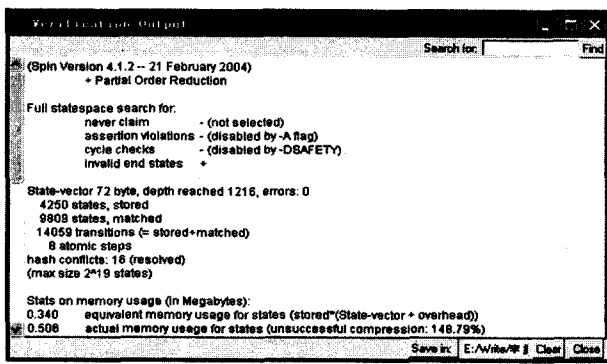 Verification Output
Search for: Find
(Spin Version 4.1.2 -- 21 February 2004)
+ Partial Order Reduction
Full statespace search for:
never claim - (not selected)
assertion violations - (disabled by -A flag)
cycle checks - (disabled by -DSAFETY)
invalid end states +
State-vector 72 byte, depth reached 1216, errors: 0
4250 states, stored
9809 states, matched
14059 transitions (= stored+matched)
8 atomic steps
hash conflicts: 16 (resolved)
(max size 2^19 states)
Stats on memory usage (in Megabytes):
0.340 equivalent memory usage for states (stored*(State-vector + overhead))
0.506 actual memory usage for states (unsuccessful compression: 148.79%)
Save in: E:/Write/ Clear Close